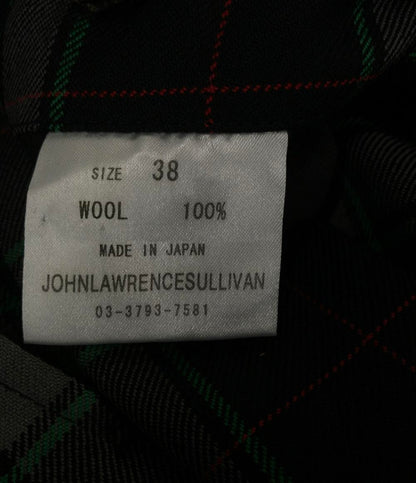 SIZE 38
WOOL 100%
MADE IN JAPAN
JOHNLAWRENCESULLIVAN
03-3793-7581